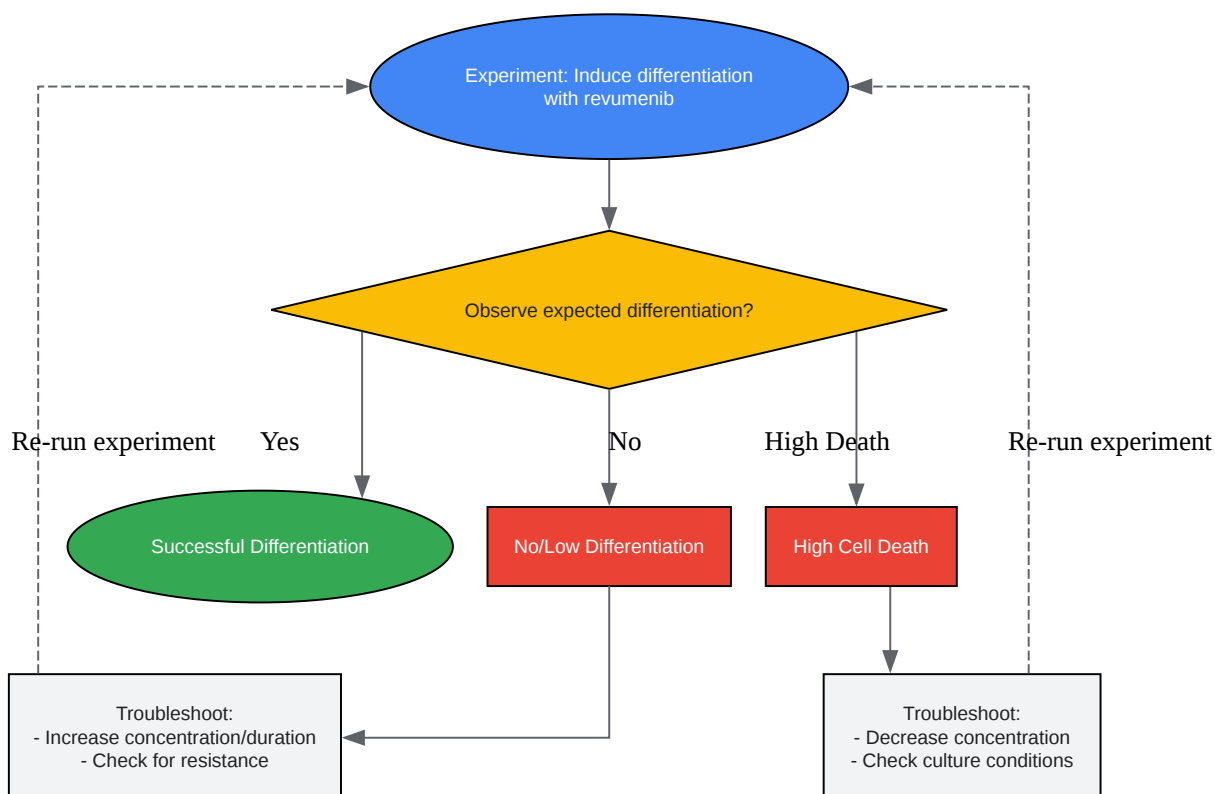 Experiment: Induce differentiation
with revumenib
Observe expected differentiation?
Re-run experiment
Yes
No
High Death
Re-run experiment
Successful Differentiation
No/Low Differentiation
High Cell Death
Troubleshoot:
- Increase concentration/duration
- Check for resistance
Troubleshoot:
- Decrease concentration
- Check culture conditions